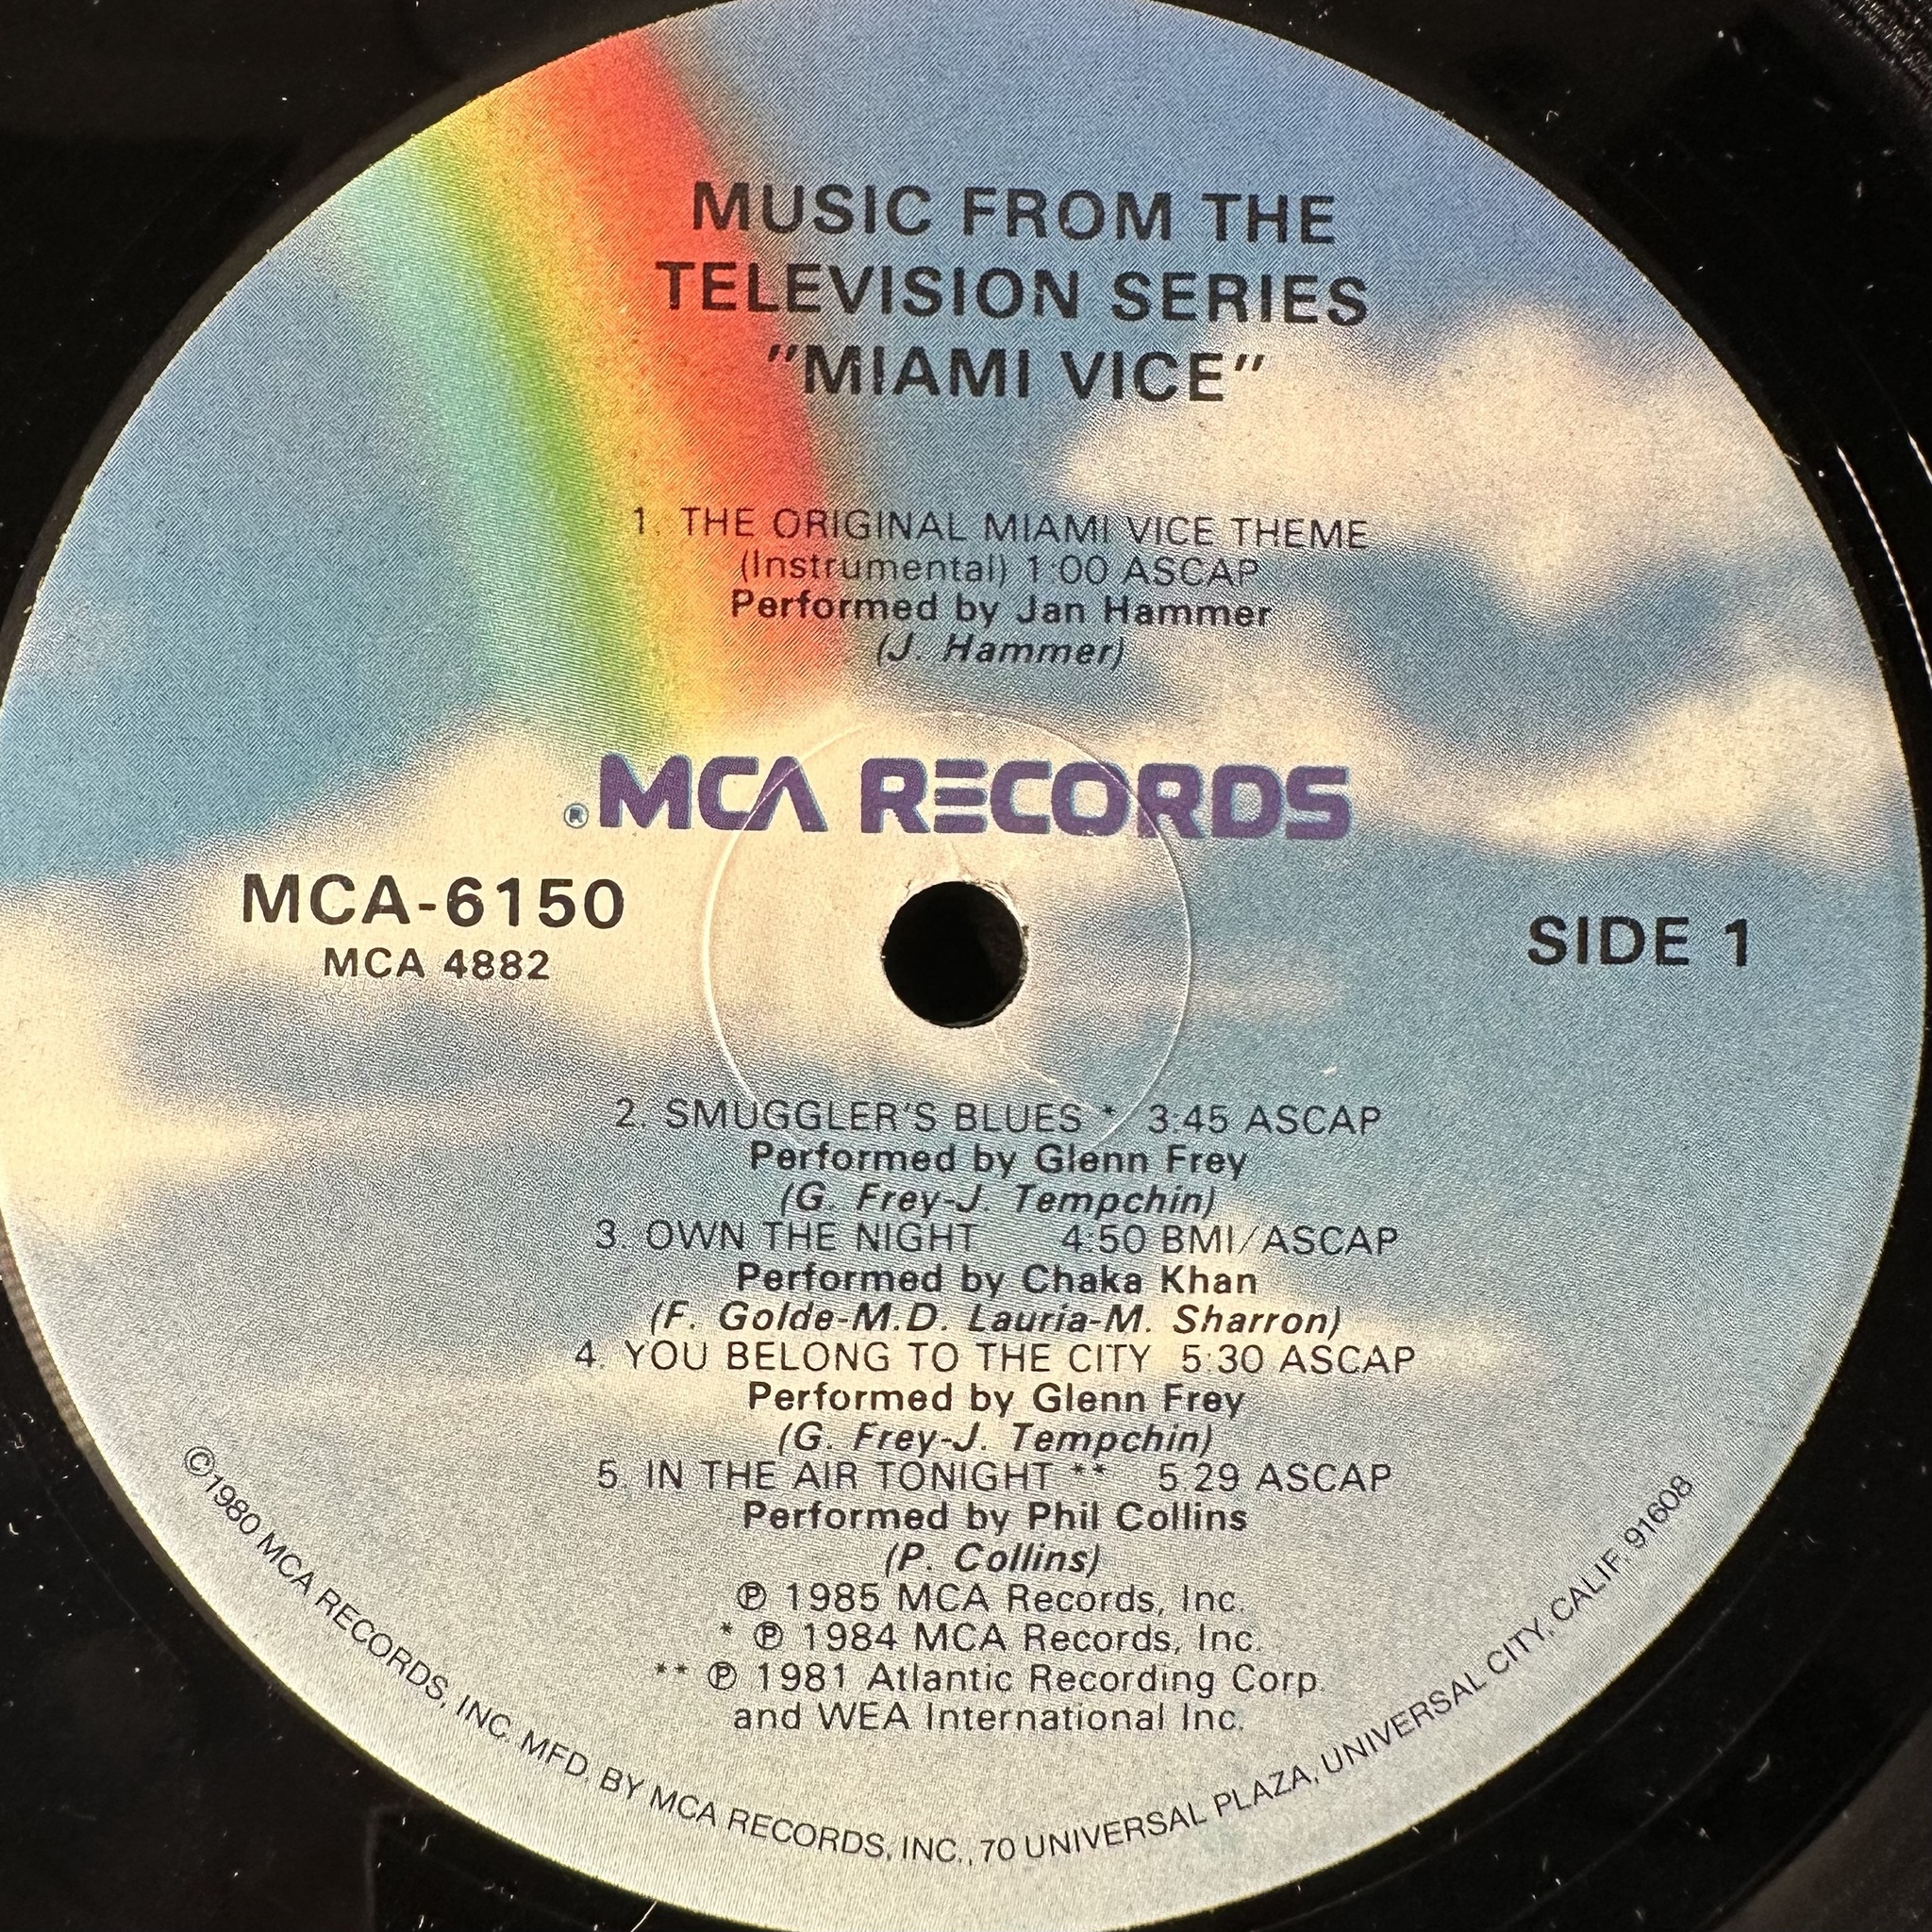 MUSIC FROM THE
TELEVISION SERIES
"MIAMI VICE"
1. THE ORIGINAL MIAMI VICE THEME
(Instrumental) 1:00 ASCAP
Performed by Jan Hammer
(J. Hammer)
® MCA RECORDS
MCA-6150
MCA 4882
SIDE 1
2. SMUGGLER'S BLUES * 3:45 ASCAP
Performed by Glenn Frey
(G. Frey-J. Tempchin)
3. OWN THE NIGHT 4:50 BMI/ASCAP
Performed by Chaka Khan
(F. Golde-M.D. Lauria-M. Sharron)
4. YOU BELONG TO THE CITY 5:30 ASCAP
Performed by Glenn Frey
(G. Frey-J. Tempchin)
5. IN THE AIR TONIGHT ** 5:29 ASCAP
Performed by Phil Collins
(P. Collins)
℗ 1985 MCA Records, Inc.
* ℗ 1984 MCA Records, Inc.
** ℗ 1981 Atlantic Recording Corp.
and WEA International Inc.
©1980 MCA RECORDS, INC. MFD. BY MCA RECORDS, INC., 70 UNIVERSAL PLAZA, UNIVERSAL CITY, CALIF. 91608